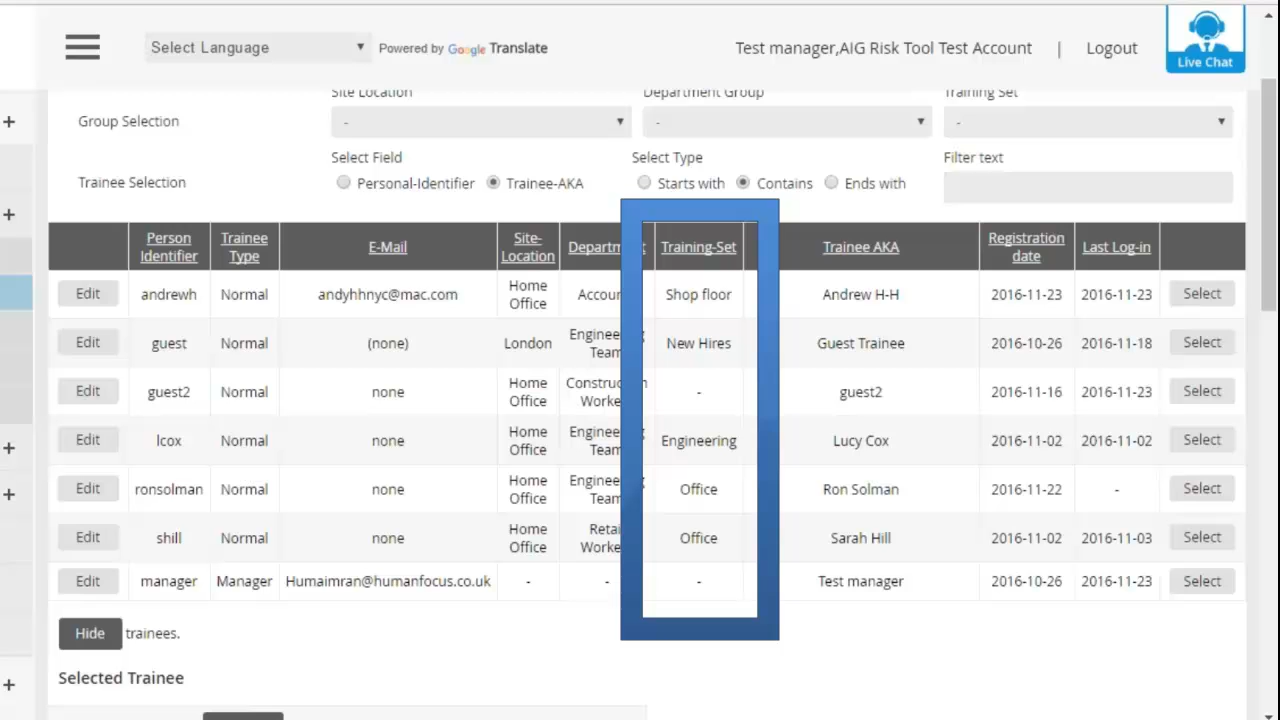 Select Language
Powered by Google Translate
Test manager,AIG Risk Tool Test Account | Logout
Live Chat
Site Location Department Group Training Set
Group Selection - - -
Select Field Select Type Filter text
Trainee Selection Personal-Identifier Trainee-AKA Starts with Contains Ends with
Person Identifier Trainee Type E-Mail Site-Location Training-Set Trainee AKA Registration date Last Log-in
Edit andrewh Normal andyhhnyc@mac.com Home Office Shop floor Andrew H-H 2016-11-23 2016-11-23 Select
Edit guest Normal (none) London New Hires Guest Trainee 2016-10-26 2016-11-18 Select
Edit guest2 Normal none Home Office - guest2 2016-11-16 2016-11-23 Select
Edit lcox Normal none Home Office Engineering Lucy Cox 2016-11-02 2016-11-02 Select
Edit ronsolman Normal none Home Office Office Ron Solman 2016-11-22 - Select
Edit shill Normal none Home Office Office Sarah Hill 2016-11-02 2016-11-03 Select
Edit manager Manager Humaimran@humanfocus.co.uk - - - Test manager 2016-10-26 2016-11-23 Select
Hide trainees.
Selected Trainee